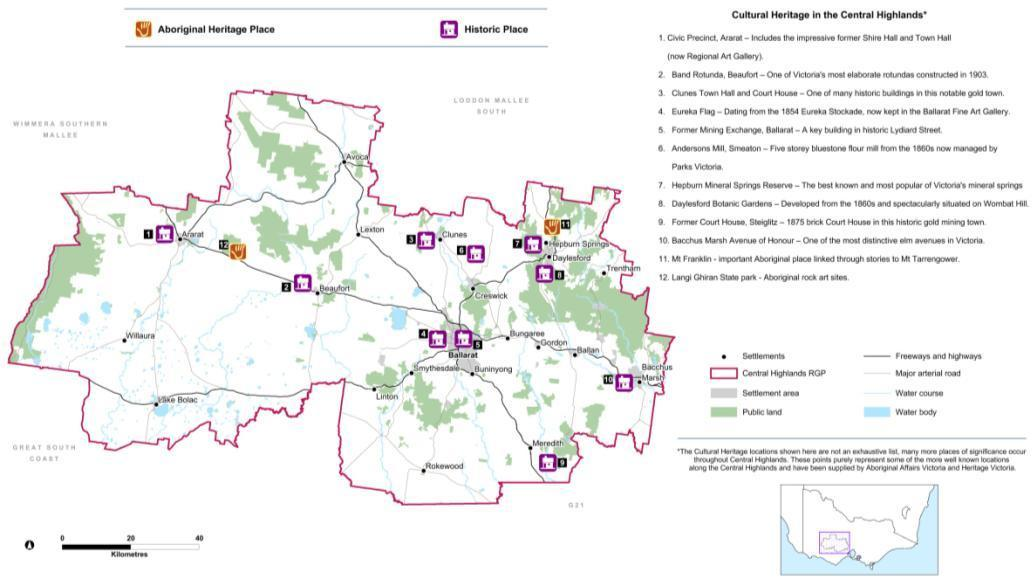 Aboriginal Heritage Place
Historic Place
Cultural Heritage in the Central Highlands*
1. Civic Precinct, Ararat – Includes the impressive former Shire Hall and Town Hall
(now Regional Art Gallery).
2. Band Rotunda, Beaufort – One of Victoria's most elaborate rotundas constructed in 1903.
3. Clunes Town Hall and Court House – One of many historic buildings in this notable gold town.
4. Eureka Flag – Dating from the 1854 Eureka Stockade, now kept in the Ballarat Fine Art Gallery.
5. Former Mining Exchange, Ballarat – A key building in historic Lydiard Street.
6. Andersons Mill, Smeaton – Five storey bluestone flour mill from the 1860s now managed by
Parks Victoria.
7. Hepburn Mineral Springs Reserve – The best known and most popular of Victoria's mineral springs
8. Daylesford Botanic Gardens – Developed from the 1860s and spectacularly situated on Wombat Hill.
9. Former Court House, Steiglitz – 1875 brick Court House in this historic gold mining town.
10. Bacchus Marsh Avenue of Honour – One of the most distinctive elm avenues in Victoria.
11. Mt Franklin - important Aboriginal place linked through stories to Mt Tarrengower.
12. Langi Ghiran State park - Aboriginal rock art sites.
WIMMERA SOUTHERN
MALLEE
LODDON MALLEE
SOUTH
Avoca
1
Ararat
12
Lexton
3
Clunes
6
7
11
Hepburn Springs
Daylesford
8
Trentham
2
Beaufort
Creswick
Willaura
4
5
Ballarat
Bungaree
Gordon
Ballan
Bacchus
Marsh
10
Smythesdale
Buninyong
Linton
Lake Bolac
Meredith
9
Rokewood
GREAT SOUTH
COAST
G21
0
20
40
Kilometres
Settlements
Central Highlands RGP
Settlement area
Public land
Freeways and highways
Major arterial road
Water course
Water body
*The Cultural Heritage locations shown here are not an exhaustive list, many more places of significance occur
throughout Central Highlands. These points purely represent some of the more well known locations
along the Central Highlands and have been supplied by Aboriginal Affairs Victoria and Heritage Victoria.